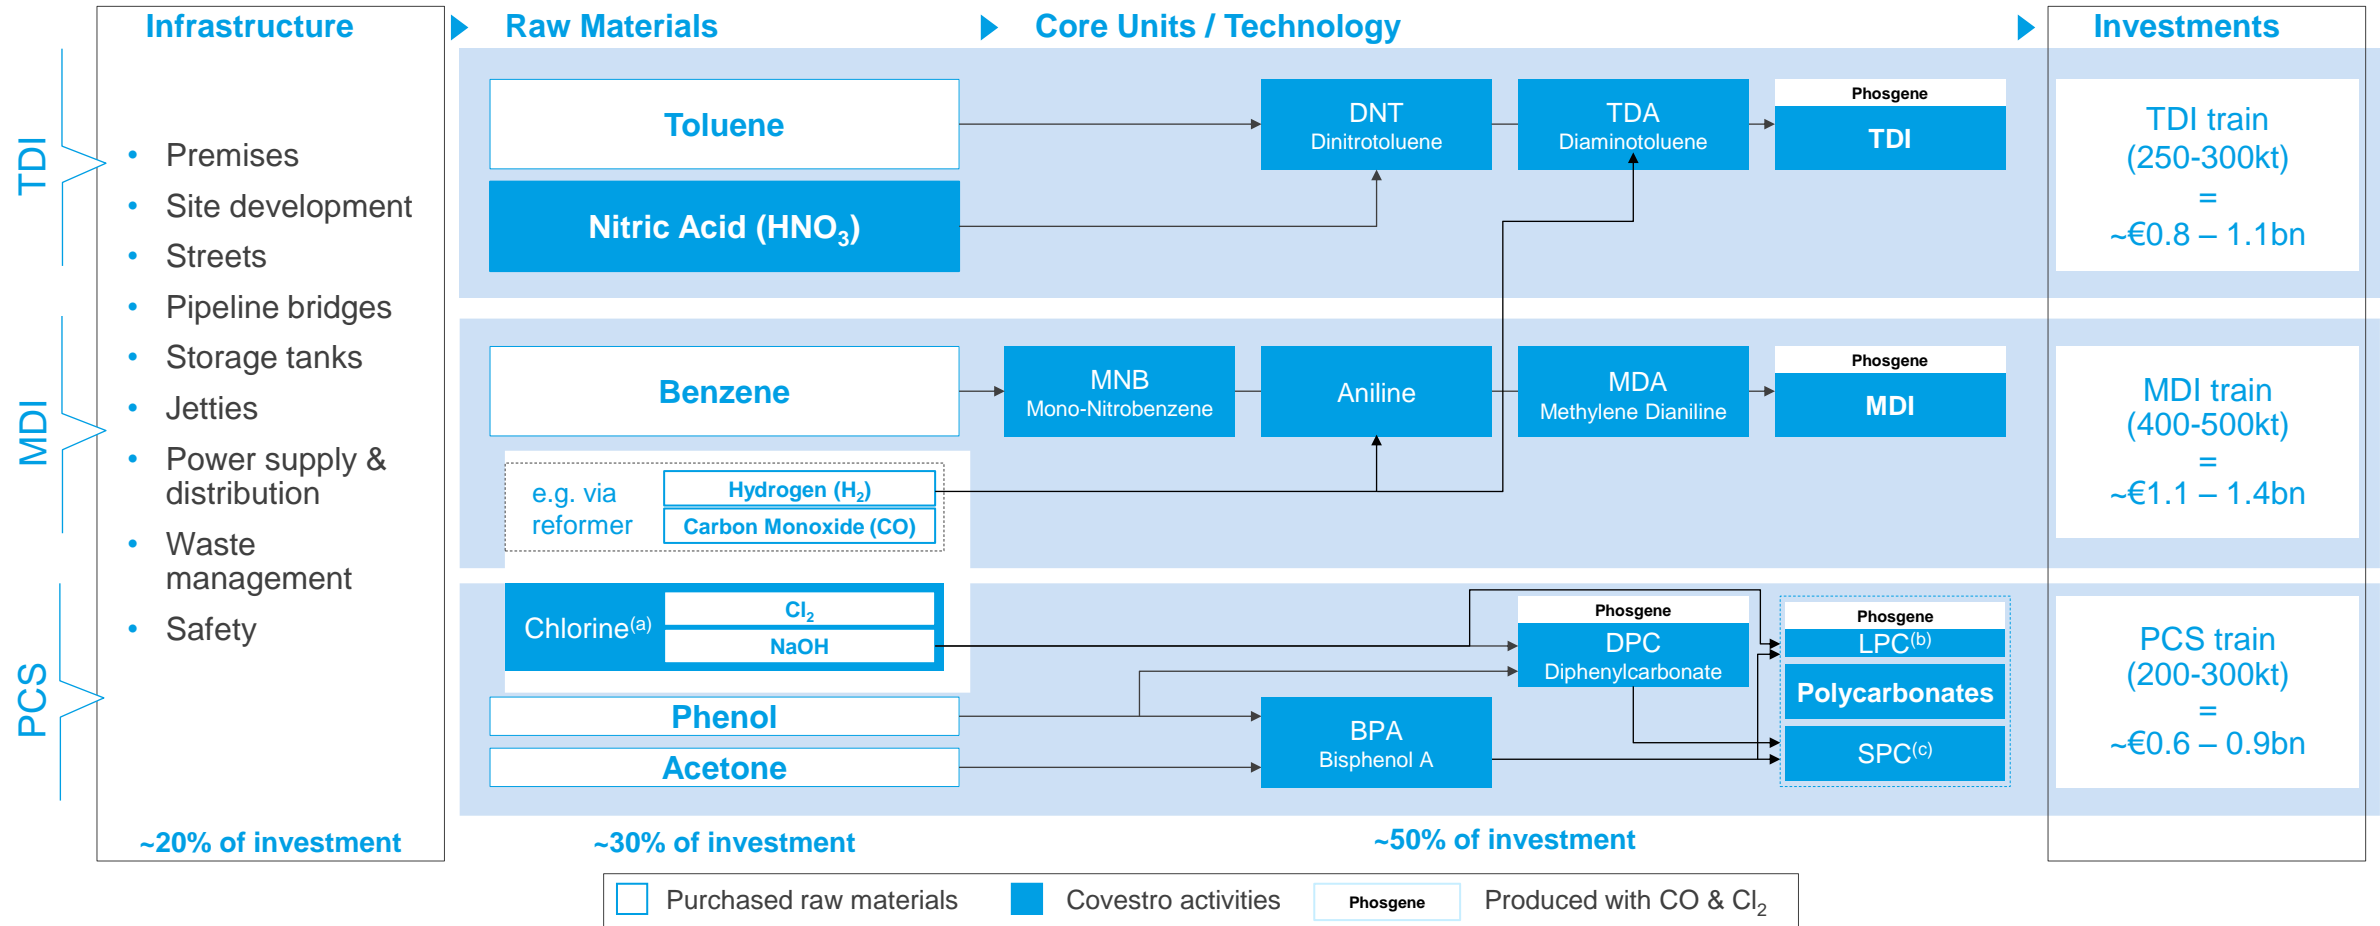 Infrastructure
Raw Materials
Core Units / Technology
Investments
TDI
MDI
PCS
• Premises
• Site development
• Streets
• Pipeline bridges
• Storage tanks
• Jetties
• Power supply &
distribution
• Waste
management
• Safety
~20% of investment
Toluene
Nitric Acid (HNO₃)
DNT
Dinitrotoluene
TDA
Diaminotoluene
Phosgene
TDI
TDI train
(250-300kt)
=
~€0.8 – 1.1bn
Benzene
MNB
Mono-Nitrobenzene
Aniline
MDA
Methylene Dianiline
Phosgene
MDI
MDI train
(400-500kt)
=
~€1.1 – 1.4bn
e.g. via
reformer
Hydrogen (H₂)
Carbon Monoxide (CO)
Chlorine⁽ᵃ⁾
Cl₂
NaOH
Phenol
Acetone
BPA
Bisphenol A
Phosgene
DPC
Diphenylcarbonate
Phosgene
LPC⁽ᵇ⁾
Polycarbonates
SPC⁽ᶜ⁾
PCS train
(200-300kt)
=
~€0.6 – 0.9bn
~30% of investment
~50% of investment
Purchased raw materials
Covestro activities
Phosgene
Produced with CO & Cl₂